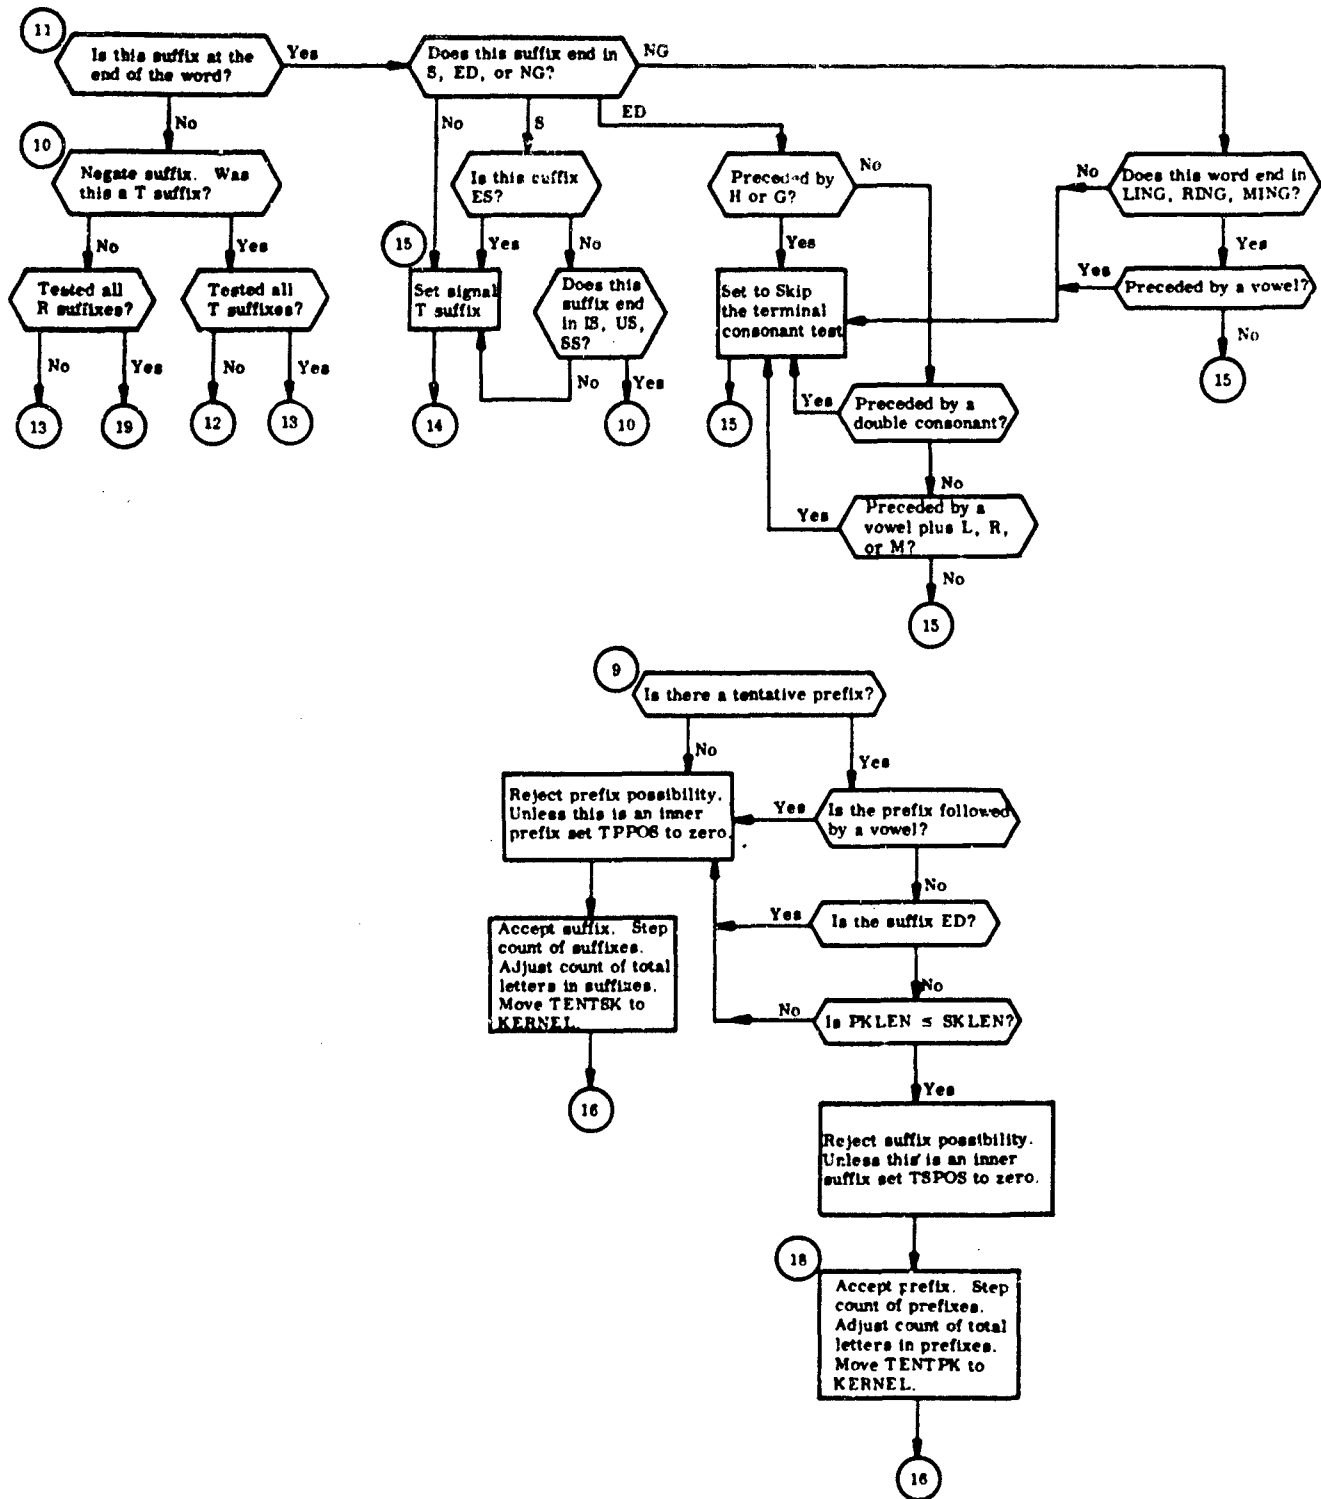 11
Is this suffix at the
end of the word?
Yes
Does this suffix end in
S, ED, or NG?
NG
No
No
S
ED
10
Negate suffix. Was
this a T suffix?
Is this cuffix
ES?
Preceded by
H or G?
No
No
Does this word end in
LING, RING, MING?
No
Yes
15
Yes
No
Yes
Yes
Yes
Tested all
R suffixes?
Tested all
T suffixes?
Set signal
T suffix
Does this
suffix end
in IS, US,
SS?
Set to Skip
the terminal
consonant test
Preceded by a vowel?
No
Yes
No
Yes
No
Yes
No
13
19
12
13
14
10
15
15
Yes
Preceded by a
double consonant?
No
Yes
Preceded by a
vowel plus L, R,
or M?
No
15
9
Is there a tentative prefix?
No
Yes
Reject prefix possibility.
Unless this is an inner
prefix set TPPOS to zero.
Yes
Is the prefix followed
by a vowel?
No
Accept suffix. Step
count of suffixes.
Adjust count of total
letters in suffixes.
Move TENTSK to
KERNEL.
Yes
Is the suffix ED?
No
No
Is PKLEN ≤ SKLEN?
16
Yes
Reject suffix possibility.
Unless this is an inner
suffix set TSPOS to zero.
18
Accept prefix. Step
count of prefixes.
Adjust count of total
letters in prefixes.
Move TENTPK to
KERNEL.
16